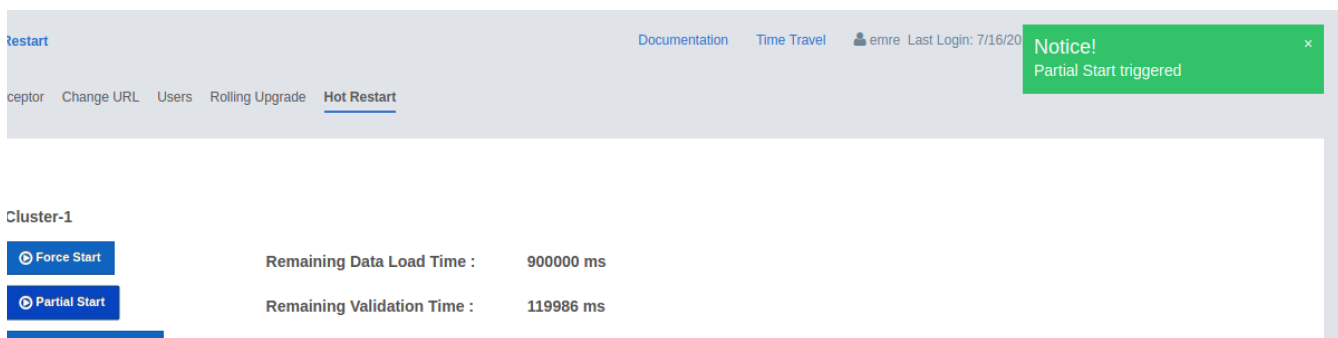 Restart Documentation Time Travel emre Last Login: 7/16/20
Notice! x
Partial Start triggered
ceptor Change URL Users Rolling Upgrade Hot Restart
Cluster-1
Force Start Remaining Data Load Time : 900000 ms
Partial Start Remaining Validation Time : 119986 ms